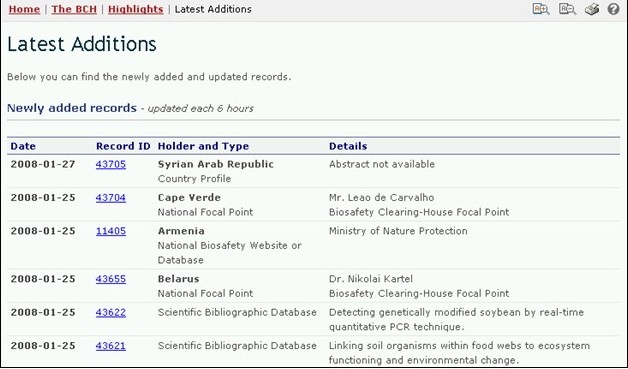 Home | The BCH | Highlights | Latest Additions
Latest Additions
Below you can find the newly added and updated records.
Newly added records - updated each 6 hours
Date Record ID Holder and Type Details
2008-01-27 43705 Syrian Arab Republic Abstract not available
Country Profile
2008-01-25 43704 Cape Verde Mr. Leao de Carvalho
National Focal Point Biosafety Clearing-House Focal Point
2008-01-25 11405 Armenia Ministry of Nature Protection
National Biosafety Website or
Database
2008-01-25 43655 Belarus Dr. Nikolai Kartel
National Focal Point Biosafety Clearing-House Focal Point
2008-01-25 43622 Scientific Bibliographic Database Detecting genetically modified soybean by real-time
quantitative PCR technique.
2008-01-25 43621 Scientific Bibliographic Database Linking soil organisms within food webs to ecosystem
functioning and environmental change.